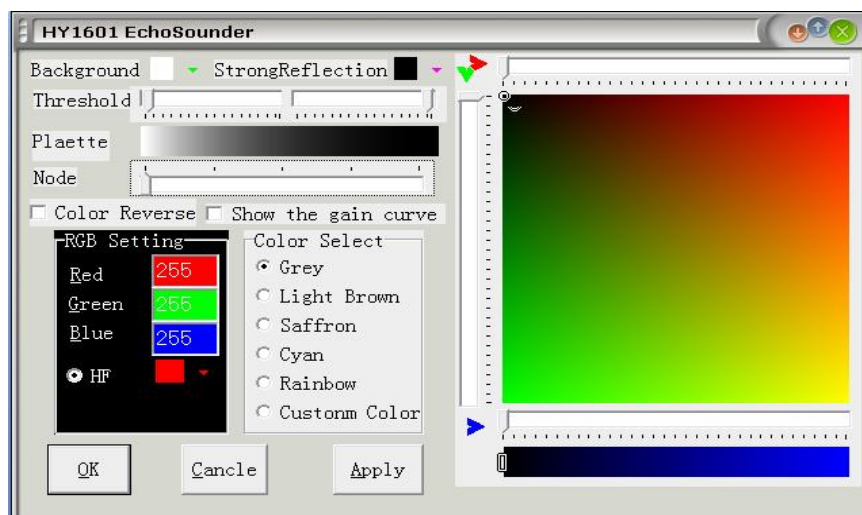 HY1601 EchoSounder
Background StrongReflection
Threshold
Plaette
Node
Color Reverse Show the gain curve
RGB Setting
Red 255
Green 255
Blue 255
HF
Color Select
Grey
Light Brown
Saffron
Cyan
Rainbow
Custonm Color
OK Cancle Apply